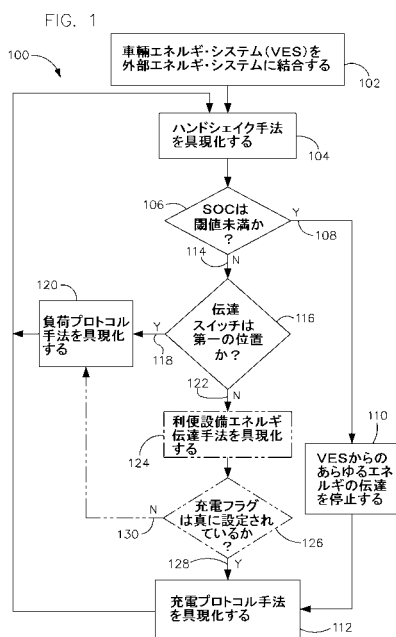 FIG. 1
100
車輛エネルギ・システム(VES)を
外部エネルギ・システムに結合する
102
ハンドシェイク手法
を具現化する
104
106
SOCは
閾値未満か
?
Y
108
114
N
120
負荷プロトコル
手法を具現化
する
Y
118
伝達
スイッチは
第一の位置
か?
116
122
N
利便設備エネルギ
伝達手法を具現化
する
124
110
VESからの
あらゆるエネ
ルギの伝達
を停止する
N
130
充電フラグ
は真に設定され
ているか
?
126
128
Y
充電プロトコル手法
を具現化する
112